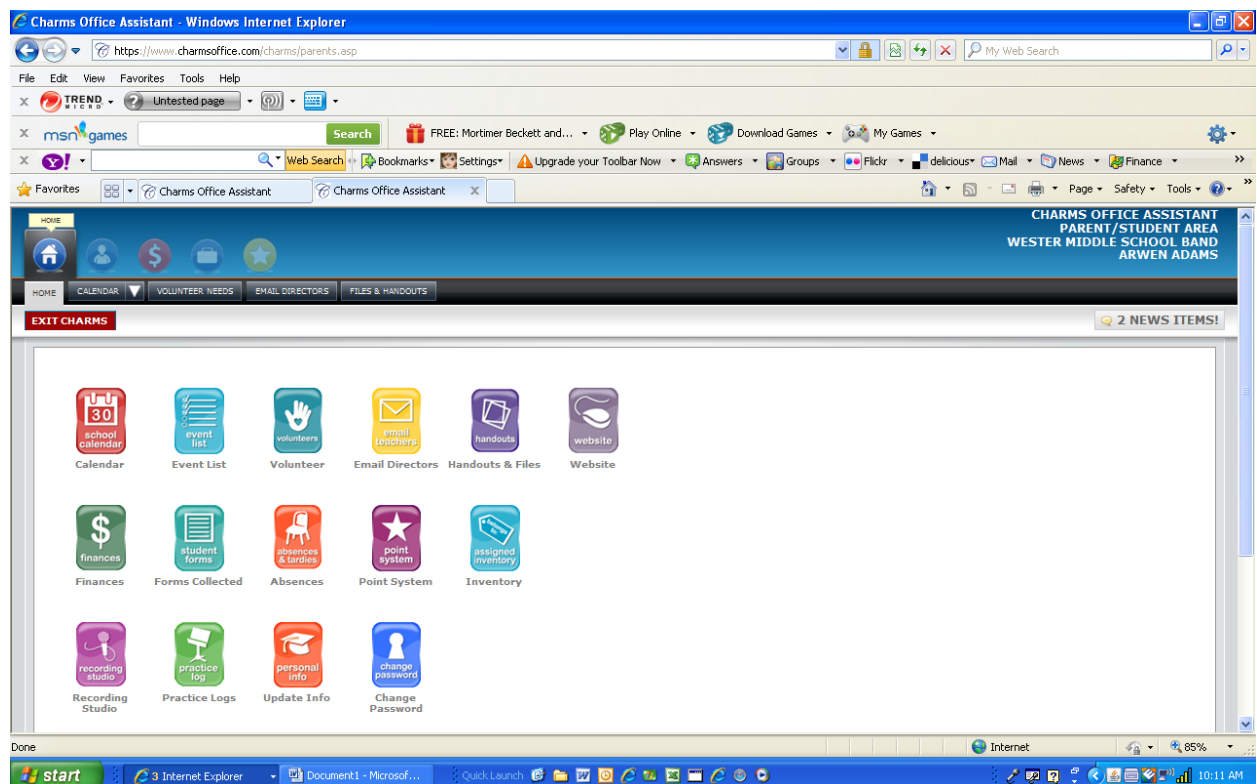 Charms Office Assistant - Windows Internet Explorer
https://www.charmsoffice.com/charms/parents.asp
My Web Search
File Edit View Favorites Tools Help
x TREND MICRO Untested page
x msn games Search FREE: Mortimer Beckett and... Play Online Download Games My Games
x Y! Web Search Bookmarks Settings Upgrade your Toolbar Now Answers Groups Flickr delicious Mail News Finance >>
Favorites Charms Office Assistant Charms Office Assistant x Page Safety Tools >>
HOME
CHARMS OFFICE ASSISTANT
PARENT/STUDENT AREA
WESTER MIDDLE SCHOOL BAND
ARWEN ADAMS
HOME CALENDAR VOLUNTEER NEEDS EMAIL DIRECTORS FILES & HANDOUTS
EXIT CHARMS 2 NEWS ITEMS!
30 school calendar
event list
volunteers
email teachers
handouts
website
Calendar Event List Volunteer Email Directors Handouts & Files Website
$ finances
student forms
absences & tardies
point system
belongs to: assigned inventory
Finances Forms Collected Absences Point System Inventory
recording studio
practice log
personal info
change password
Recording Studio Practice Logs Update Info Change Password
Done Internet 85%
start 3 Internet Explorer Document1 - Microsof... Quick Launch 10:11 AM